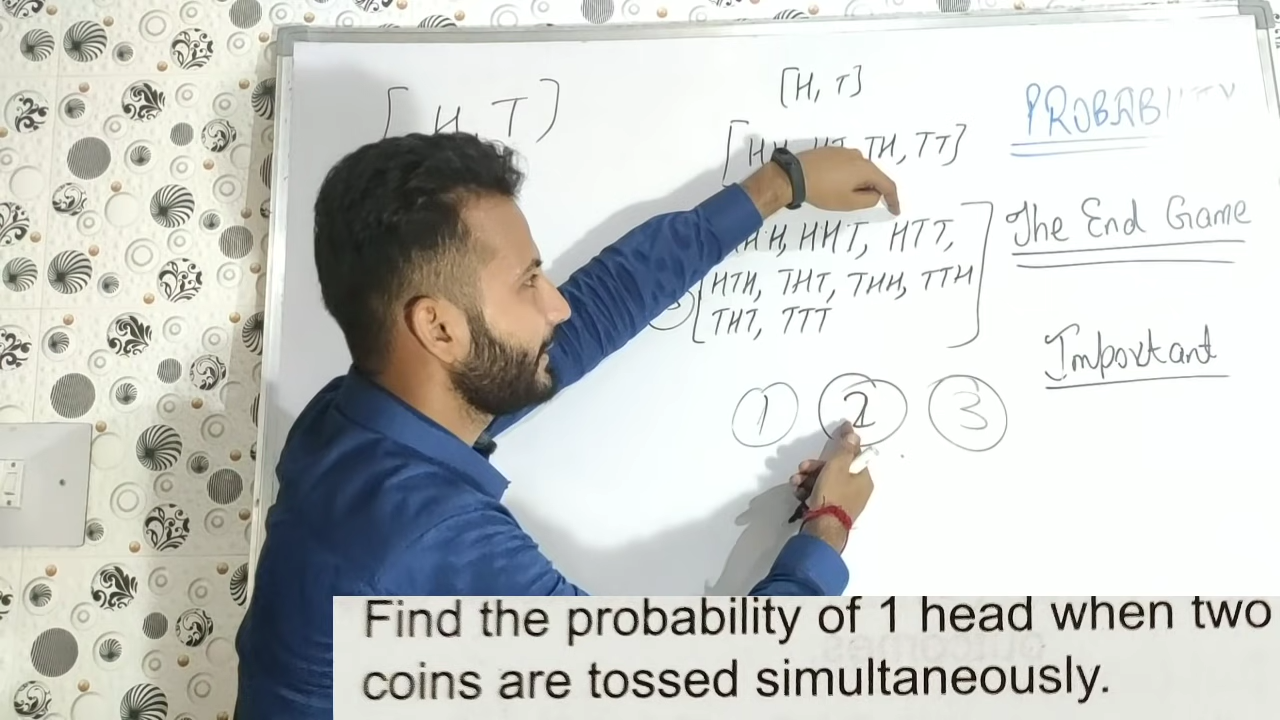 [H, T]
[H, T]
TH, TT]
PROBAB
HHT, HTT,
HTH, THT, THH, TTH
THT, TTT
The End Game
Important
1 2 3
Find the probability of 1 head when two
coins are tossed simultaneously.